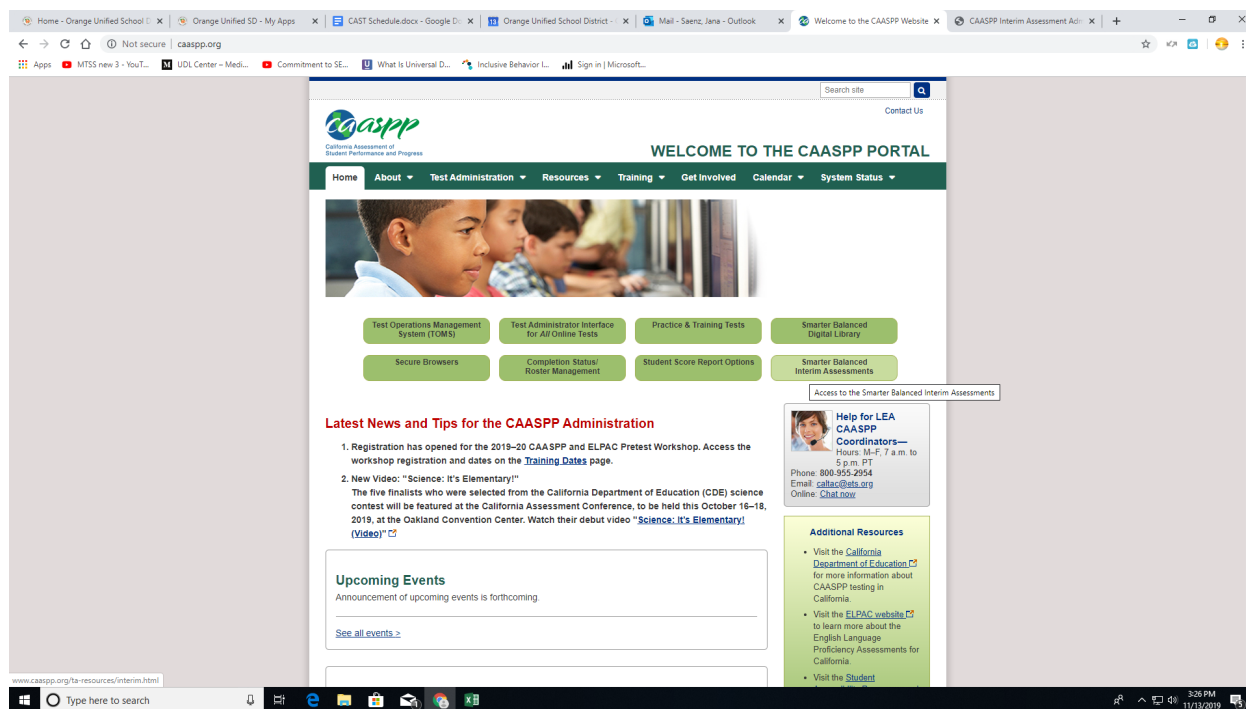 Home - Orange Unified School D
Orange Unified SD - My Apps
CAST Schedule.docx - Google Do
Orange Unified School District -
Mail - Saenz, Jana - Outlook
Welcome to the CAASPP Website
CAASPP Interim Assessment Adm
Not secure | caaspp.org
Apps
MTSS new 3 - YouT...
UDL Center – Medi...
Commitment to SE...
What Is Universal D...
Inclusive Behavior I...
Sign in | Microsoft...
Search site
Contact Us
caaspp
California Assessment of
Student Performance and Progress
WELCOME TO THE CAASPP PORTAL
Home
About
Test Administration
Resources
Training
Get Involved
Calendar
System Status
Test Operations Management
System (TOMS)
Test Administrator Interface
for All Online Tests
Practice & Training Tests
Smarter Balanced
Digital Library
Secure Browsers
Completion Status/
Roster Management
Student Score Report Options
Smarter Balanced
Interim Assessments
Access to the Smarter Balanced Interim Assessments
Latest News and Tips for the CAASPP Administration
1. Registration has opened for the 2019–20 CAASPP and ELPAC Pretest Workshop. Access the
workshop registration and dates on the Training Dates page.
2. New Video: "Science: It's Elementary!"
The five finalists who were selected from the California Department of Education (CDE) science
contest will be featured at the California Assessment Conference, to be held this October 16–18,
2019, at the Oakland Convention Center. Watch their debut video "Science: It's Elementary!
(Video)"
Upcoming Events
Announcement of upcoming events is forthcoming.
See all events >
Help for LEA
CAASPP
Coordinators—
Hours: M–F, 7 a.m. to
5 p.m. PT
Phone: 800-955-2954
Email: caltac@ets.org
Online: Chat now
Additional Resources
• Visit the California
Department of Education
for more information about
CAASPP testing in
California.
• Visit the ELPAC website
to learn more about the
English Language
Proficiency Assessments for
California.
• Visit the Student
www.caaspp.org/ta-resources/interim.html
Type here to search
3:26 PM
11/13/2019